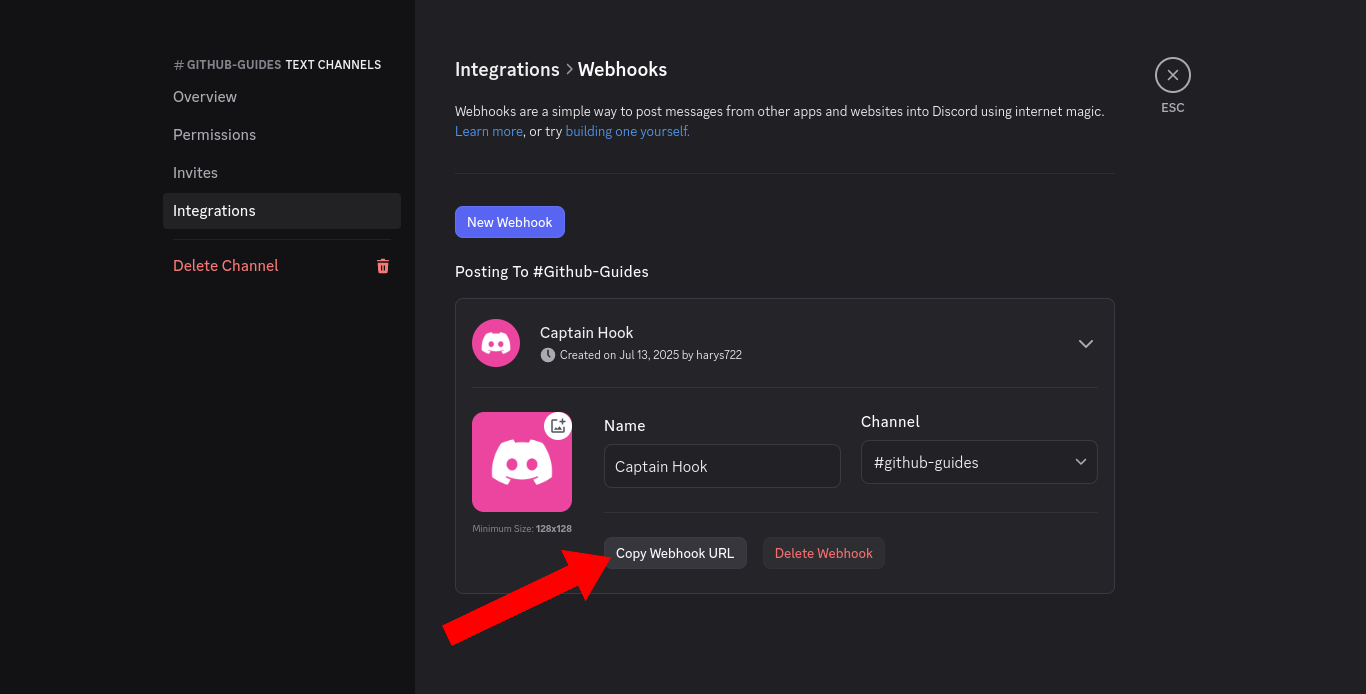 # GITHUB-GUIDES TEXT CHANNELS
Overview
Permissions
Invites
Integrations
Delete Channel
Integrations > Webhooks
Webhooks are a simple way to post messages from other apps and websites into Discord using internet magic.
Learn more, or try building one yourself.
ESC
New Webhook
Posting To #Github-Guides
Captain Hook
Created on Jul 13, 2025 by harys722
Name
Channel
Captain Hook
#github-guides
Minimum Size: 128x128
Copy Webhook URL
Delete Webhook